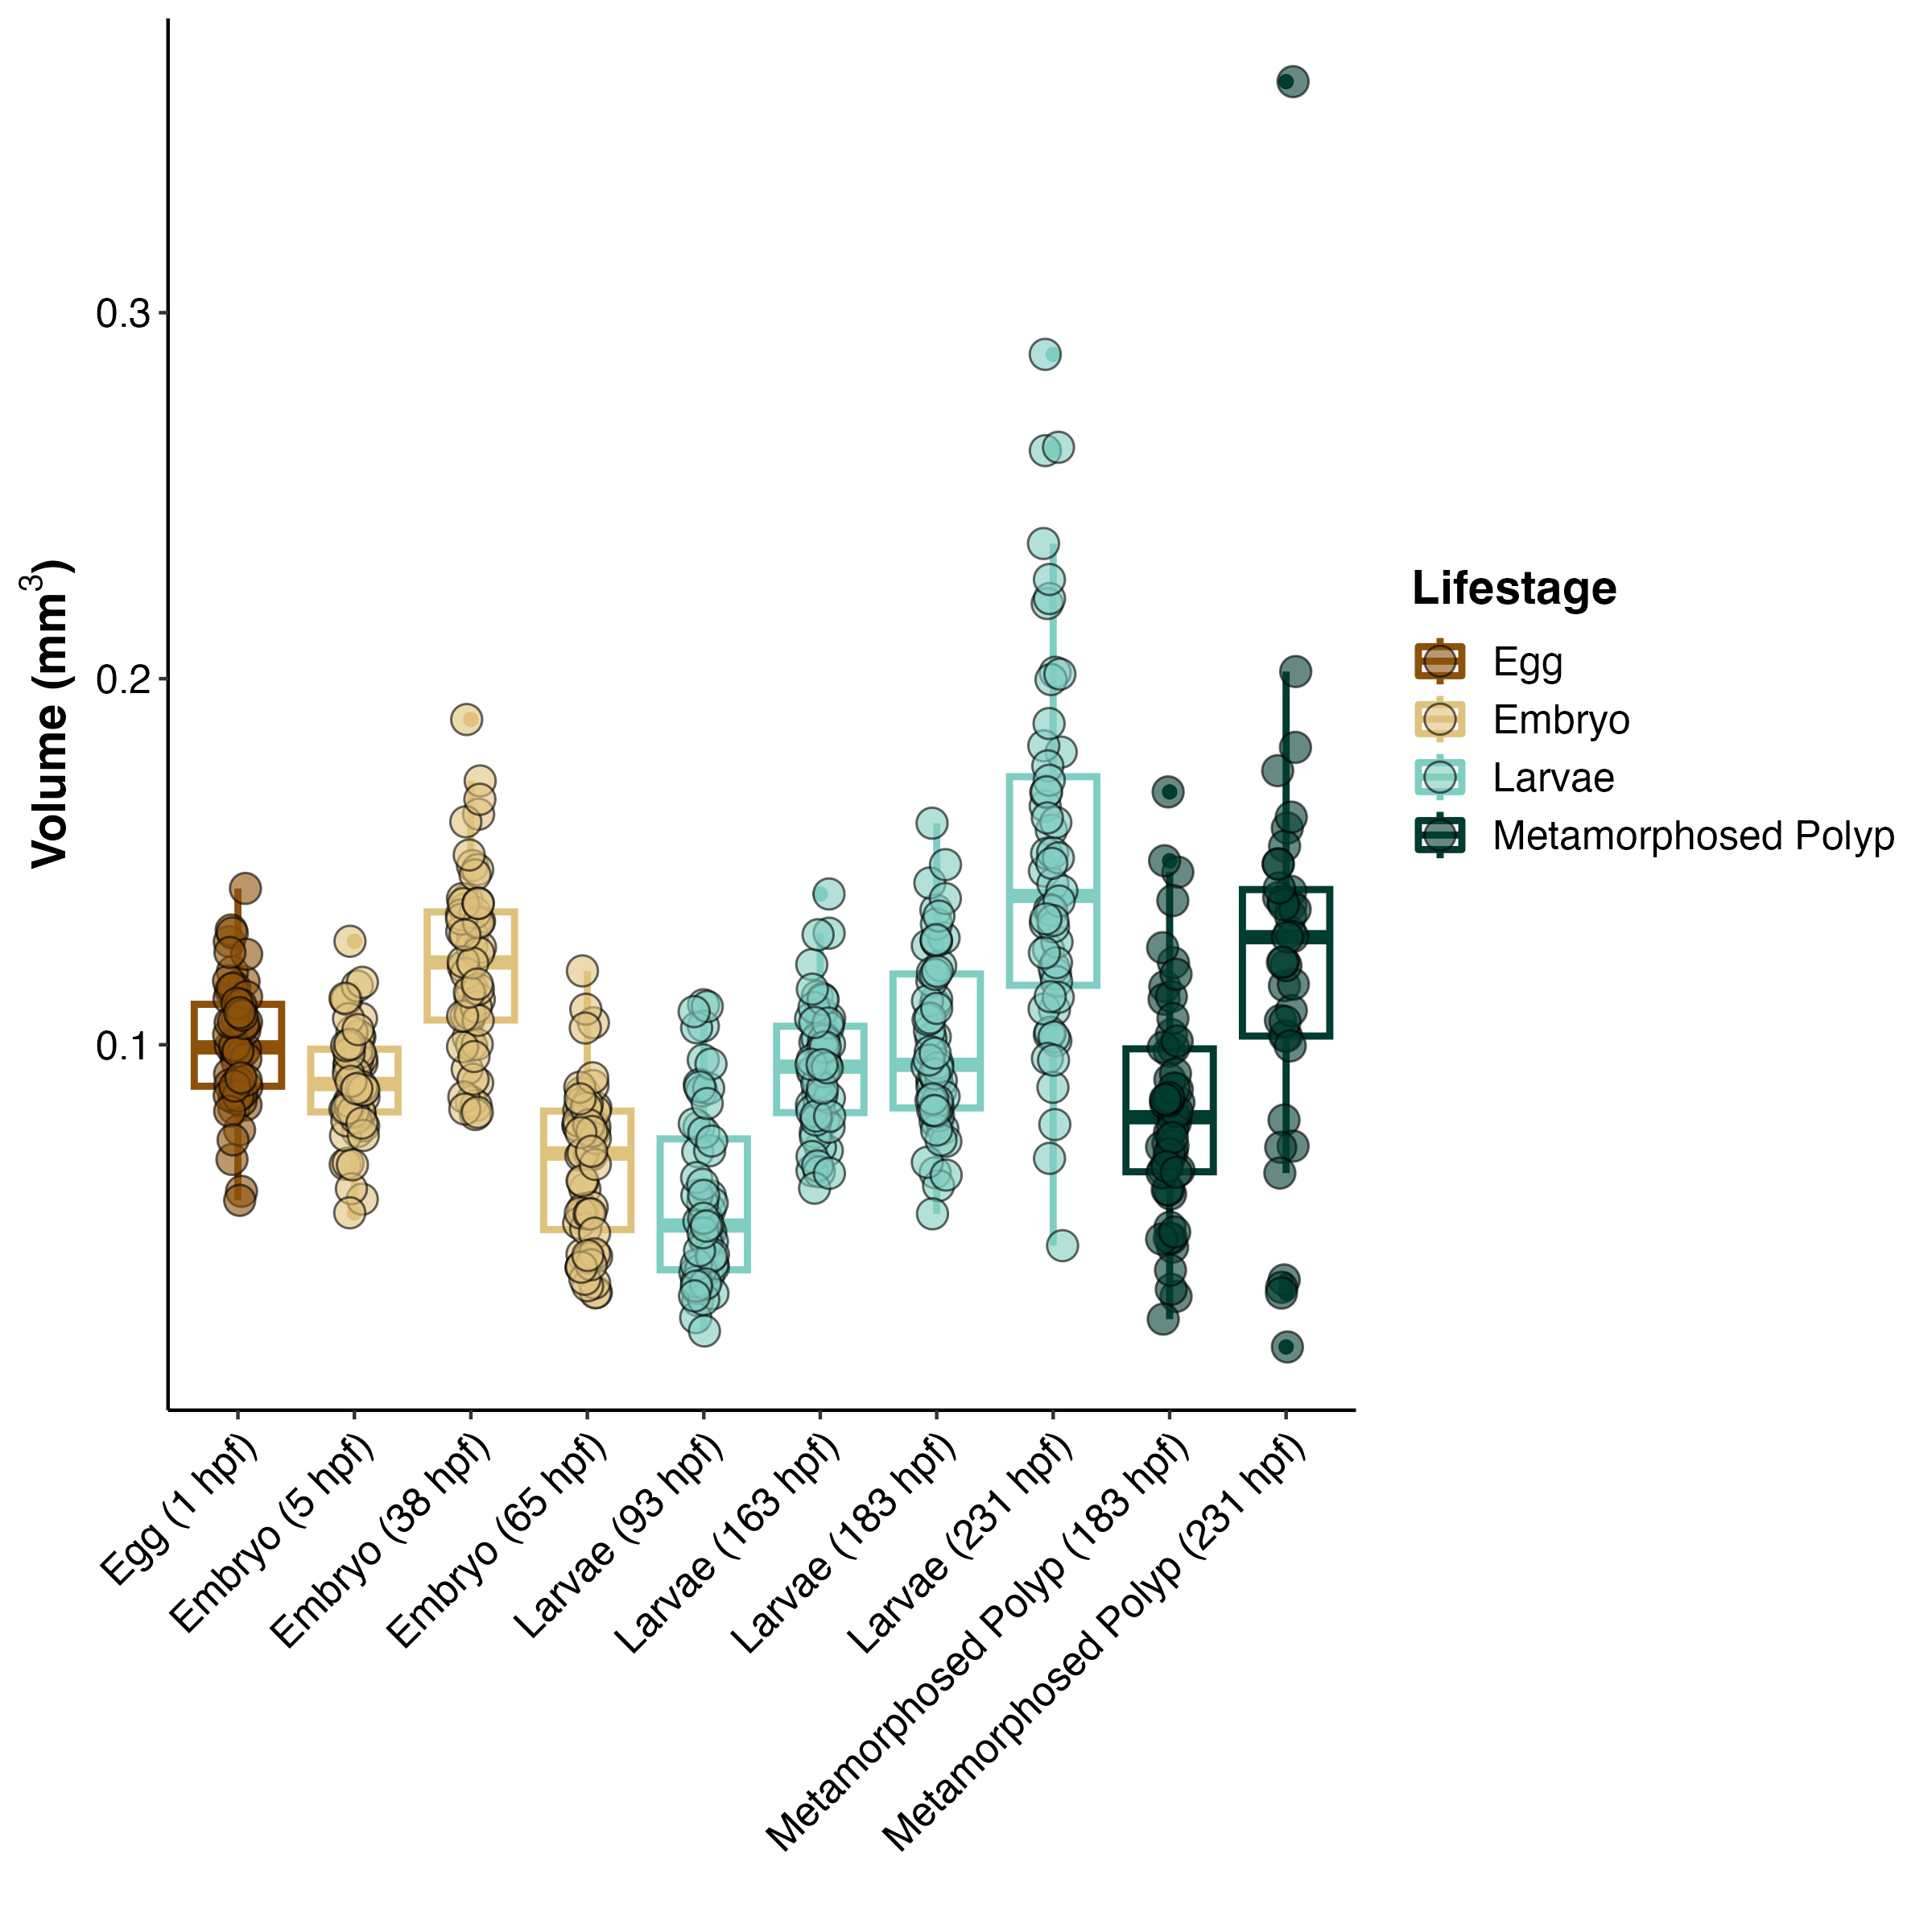 Volume (mm³)
0.3
0.2
0.1
Egg (1 hpf)
Embryo (5 hpf)
Embryo (38 hpf)
Embryo (65 hpf)
Larvae (93 hpf)
Larvae (163 hpf)
Larvae (183 hpf)
Larvae (231 hpf)
Metamorphosed Polyp (183 hpf)
Metamorphosed Polyp (231 hpf)
Lifestage
Egg
Embryo
Larvae
Metamorphosed Polyp